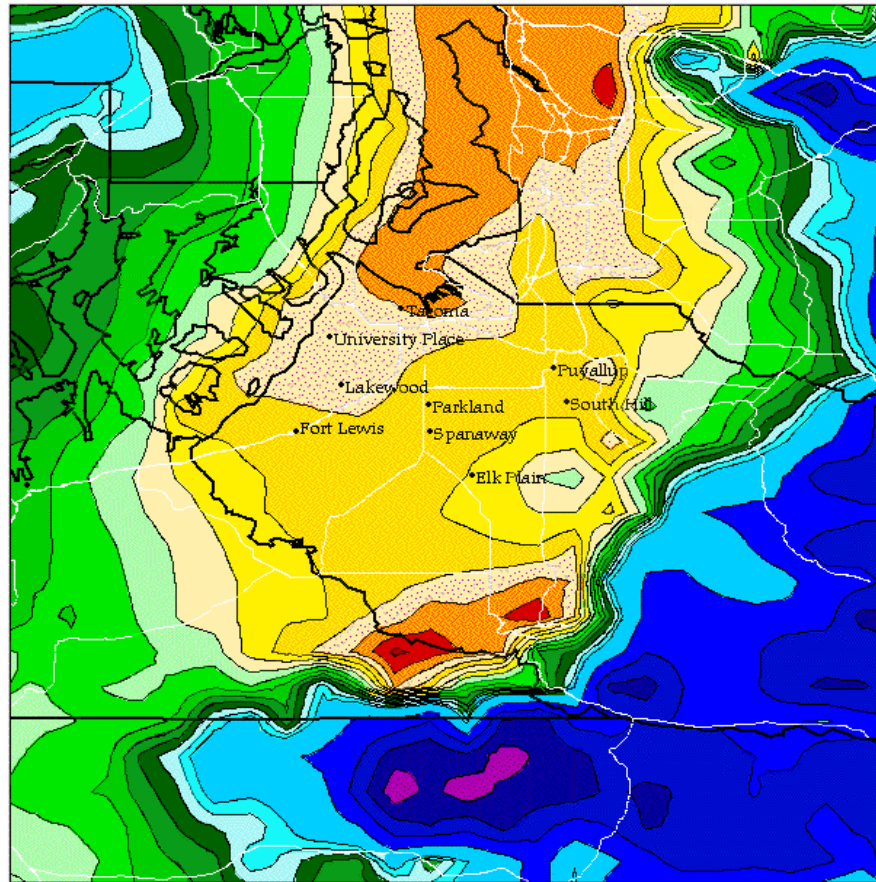 Tacoma
University Place
Puyallup
Lakewood
Parkland
South Hill
Fort Lewis
Spanaway
Elk Plain